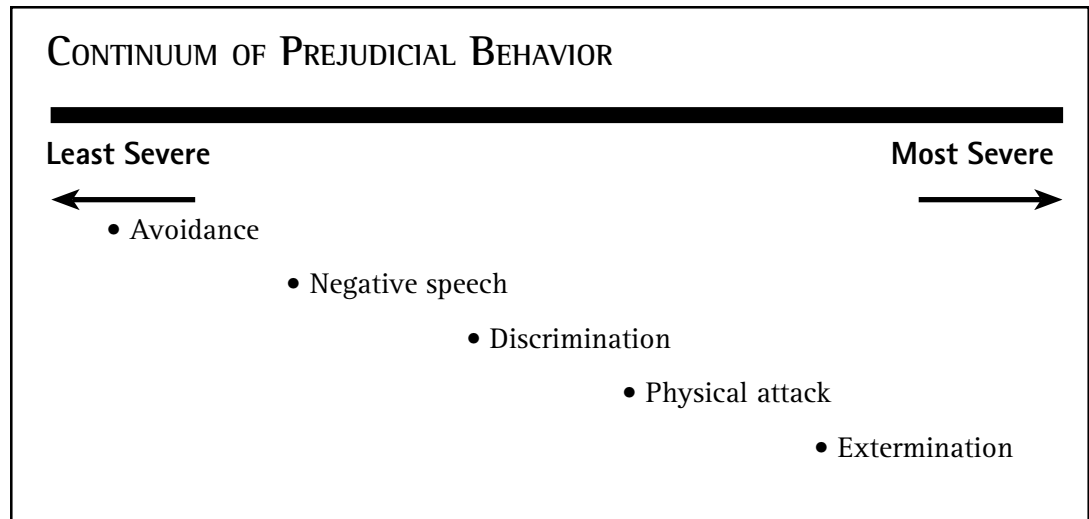 CONTINUUM OF PREJUDICIAL BEHAVIOR
Least Severe Most Severe
• Avoidance
• Negative speech
• Discrimination
• Physical attack
• Extermination